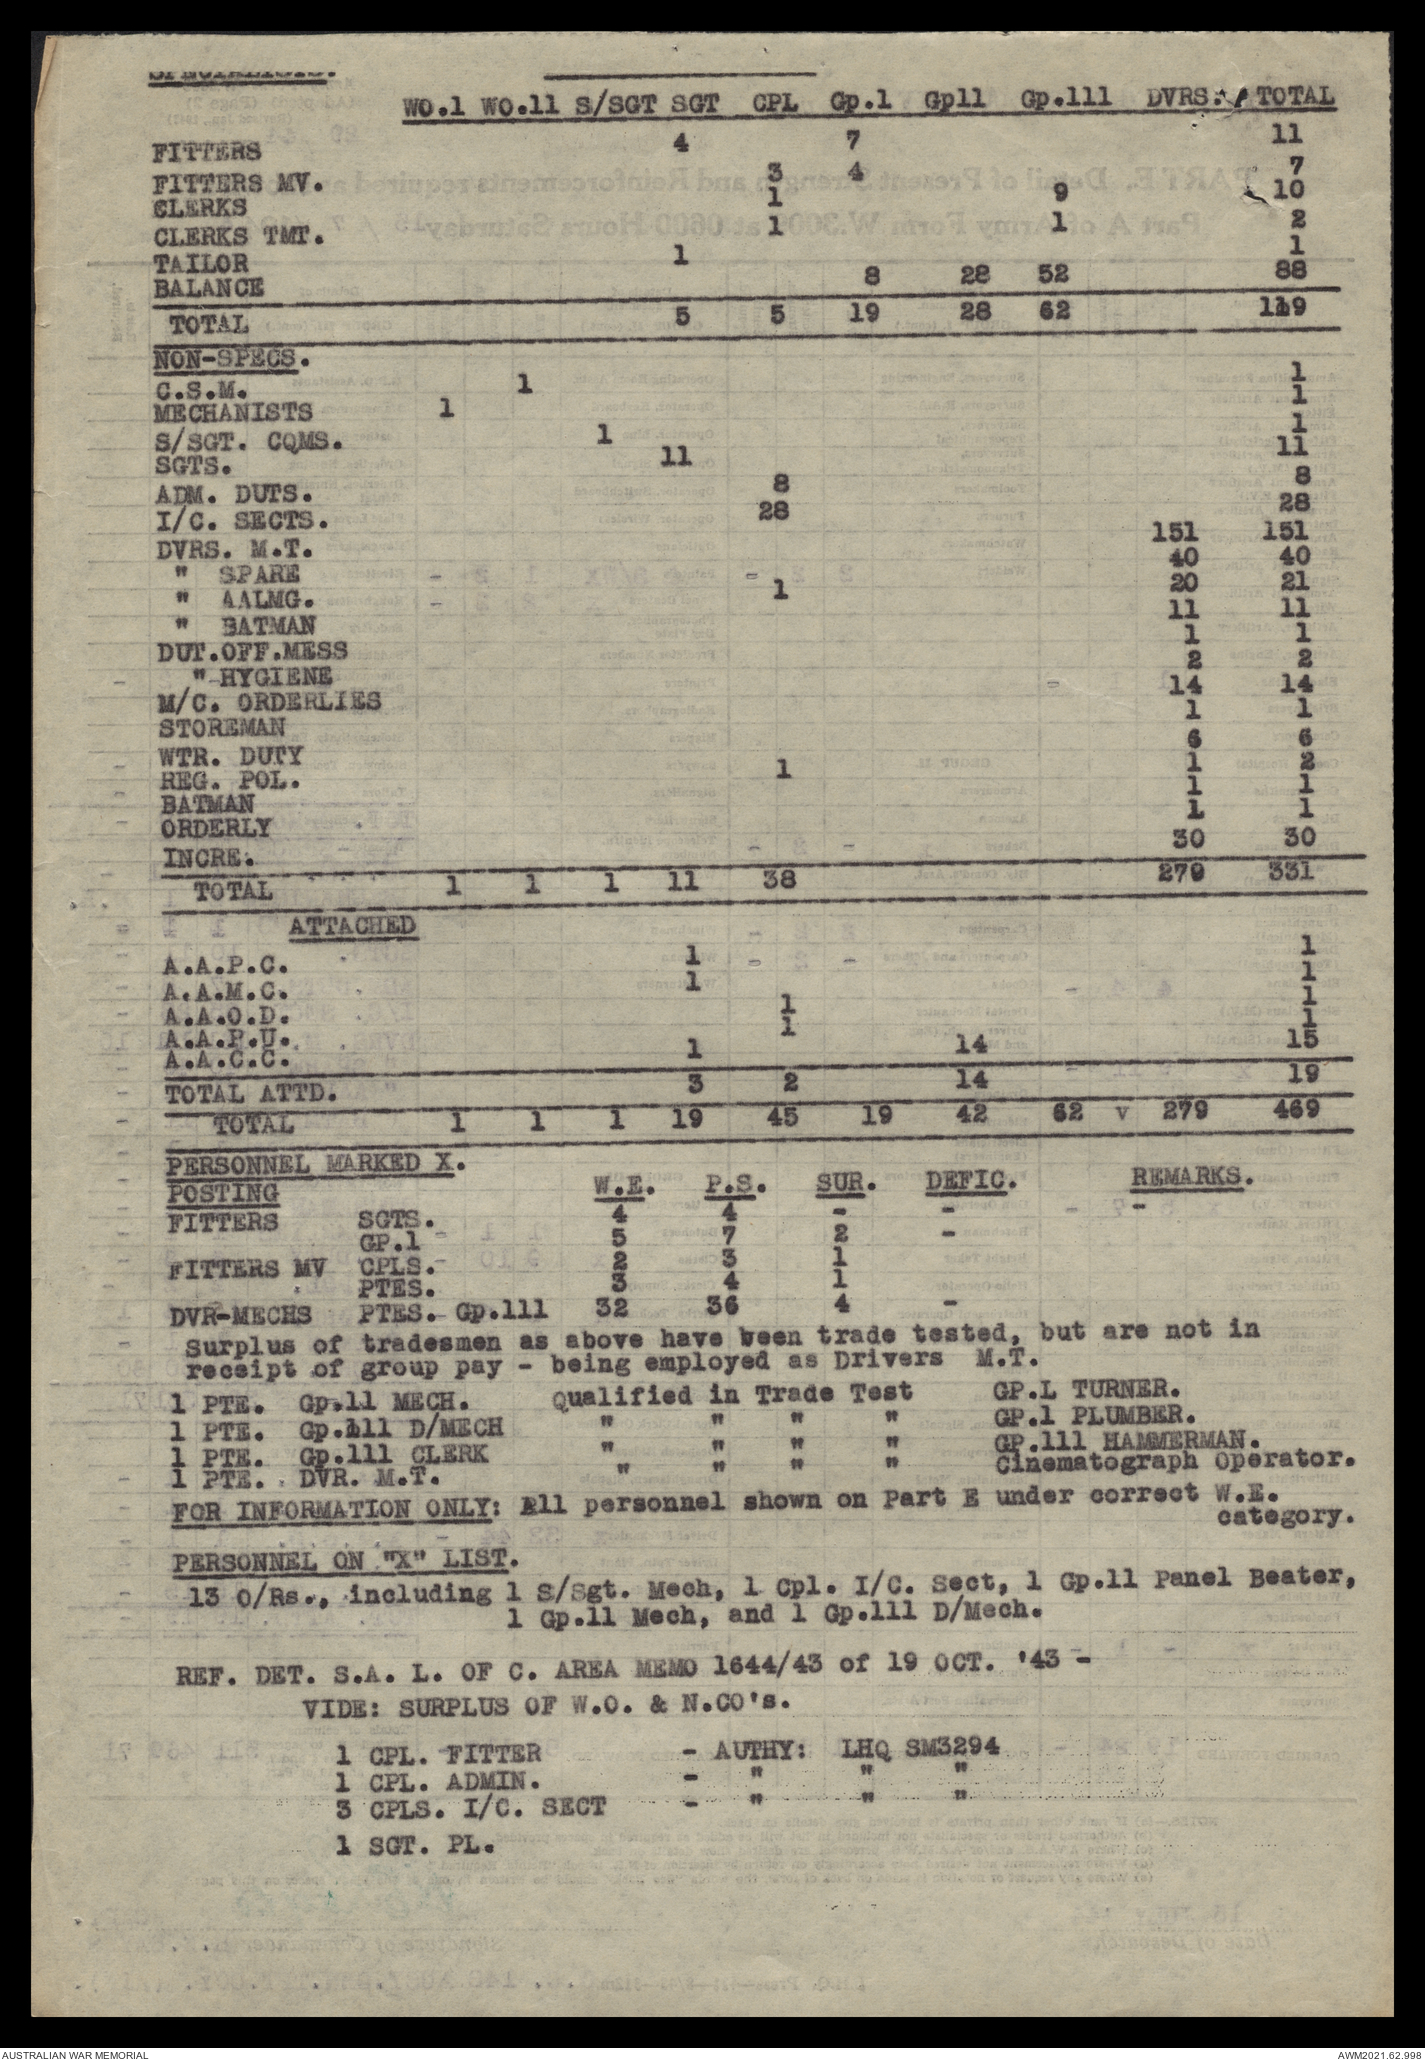 SPECIALISTS.
WO.1 WO.11 S/SGT SGT CPL Gp.1 Gp11 Gp.111 DVRS. TOTAL
FITTERS 4 7 11
FITTERS MV. 3 4 7
CLERKS 1 9 10
CLERKS TMT. 1 1 2
TAILOR 1 1
BALANCE 8 28 52 88
TOTAL 5 5 19 28 62 119
NON-SPECS.
C.S.M. 1 1
MECHANISTS 1 1
S/SGT. CQMS. 1 1
SGTS. 11 11
ADM. DUTS. 8 8
I/C. SECTS. 28 28
DVRS. M.T. 151 151
" SPARE 40 40
" AALMG. 1 20 21
" BATMAN 11 11
DUT.OFF.MESS 1 1
"-HYGIENE 2 2
M/C. ORDERLIES 14 14
STOREMAN 1 1
WTR. DUTY 6 6
REG. POL. 1 1 2
BATMAN 1 1
ORDERLY 1 1
INCRE. 30 30
TOTAL 1 1 1 11 38 279 331
ATTACHED
A.A.P.C. 1 1
A.A.M.C. 1 1
A.A.O.D. 1 1
A.A.P.U. 1 1
A.A.C.C. 1 14 15
TOTAL ATTD. 3 2 14 19
TOTAL 1 1 1 19 45 19 42 62 v 279 469
PERSONNEL MARKED X.
POSTING W.E. P.S. SUR. DEFIC. REMARKS.
FITTERS SGTS. 4 4 - - -
GP.1 5 7 2 -
FITTERS MV CPLS. 2 3 1
PTES. 3 4 1
DVR-MECHS PTES. Gp.111 32 36 4 -
Surplus of tradesmen as above have been trade tested, but are not in
receipt of group pay - being employed as Drivers M.T.
1 PTE. Gp.11 MECH. Qualified in Trade Test GP.L TURNER.
1 PTE. Gp.111 D/MECH " " " " GP.1 PLUMBER.
1 PTE. Gp.111 CLERK " " " " GP.111 HAMMERMAN.
1 PTE. DVR. M.T. " " " " Cinematograph Operator.
FOR INFORMATION ONLY: All personnel shown on Part E under correct W.E.
category.
PERSONNEL ON "X" LIST.
13 O/Rs., including 1 S/Sgt. Mech, 1 Cpl. I/C. Sect, 1 Gp.11 Panel Beater,
1 Gp.11 Mech, and 1 Gp.111 D/Mech.
REF. DET. S.A. L. OF C. AREA MEMO 1644/43 of 19 OCT. '43 -
VIDE: SURPLUS OF W.O. & N.CO's.
1 CPL. FITTER - AUTHY: LHQ SM3294
1 CPL. ADMIN. - " " "
3 CPLS. I/C. SECT - " " "
1 SGT. PL.
AUSTRALIAN WAR MEMORIAL AWM2021.62.998